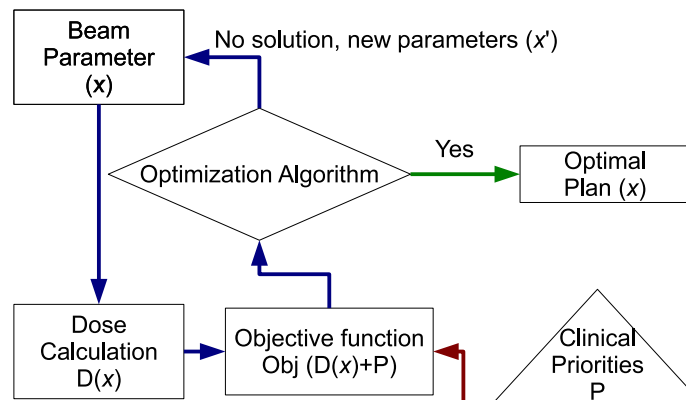 Beam
Parameter
(x)
No solution, new parameters (x')
Optimization Algorithm
Yes
Optimal
Plan (x)
Dose
Calculation
D(x)
Objective function
Obj (D(x)+P)
Clinical
Priorities
P